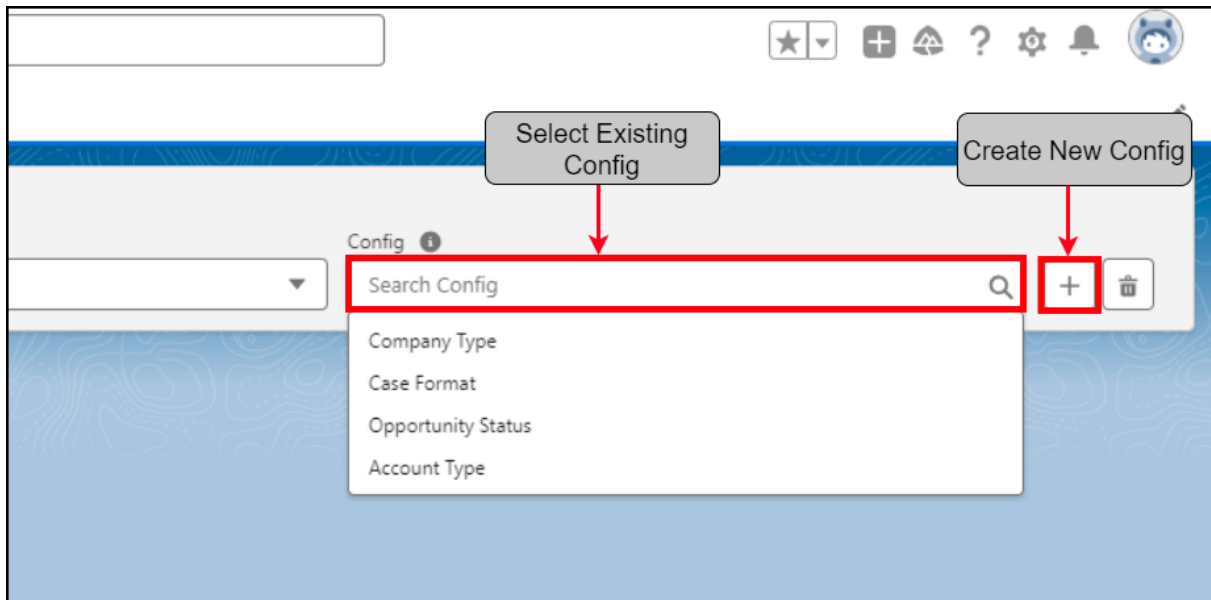 Select Existing
Config
Create New Config
Config
Search Config
Company Type
Case Format
Opportunity Status
Account Type